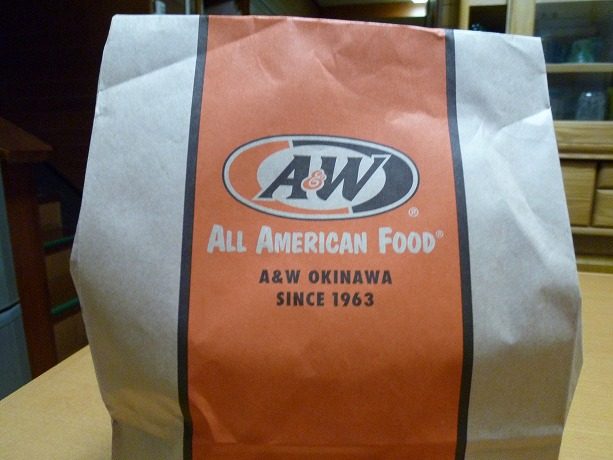 A&W®
ALL AMERICAN FOOD®
A&W OKINAWA
SINCE 1963